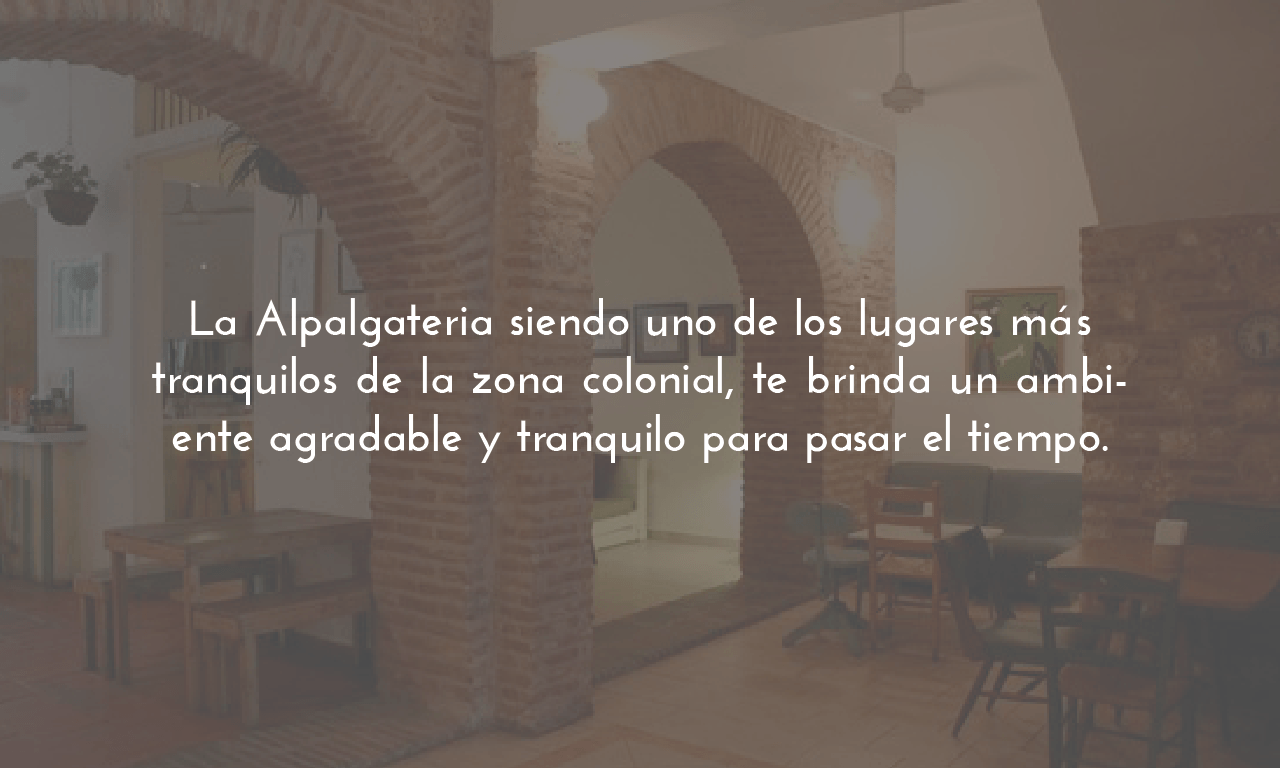 La Alpalgateria siendo uno de los lugares más
tranquilos de la zona colonial, te brinda un ambi-
ente agradable y tranquilo para pasar el tiempo.